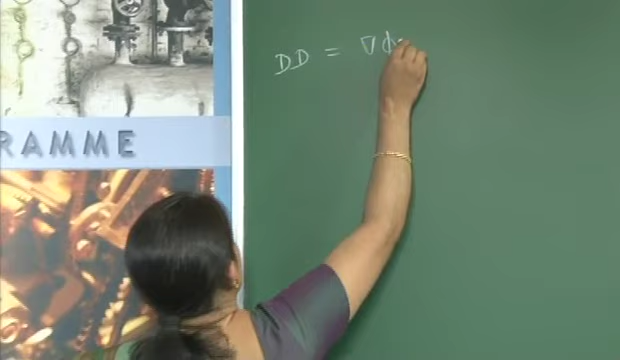 RAMME
DD = ∇ φ